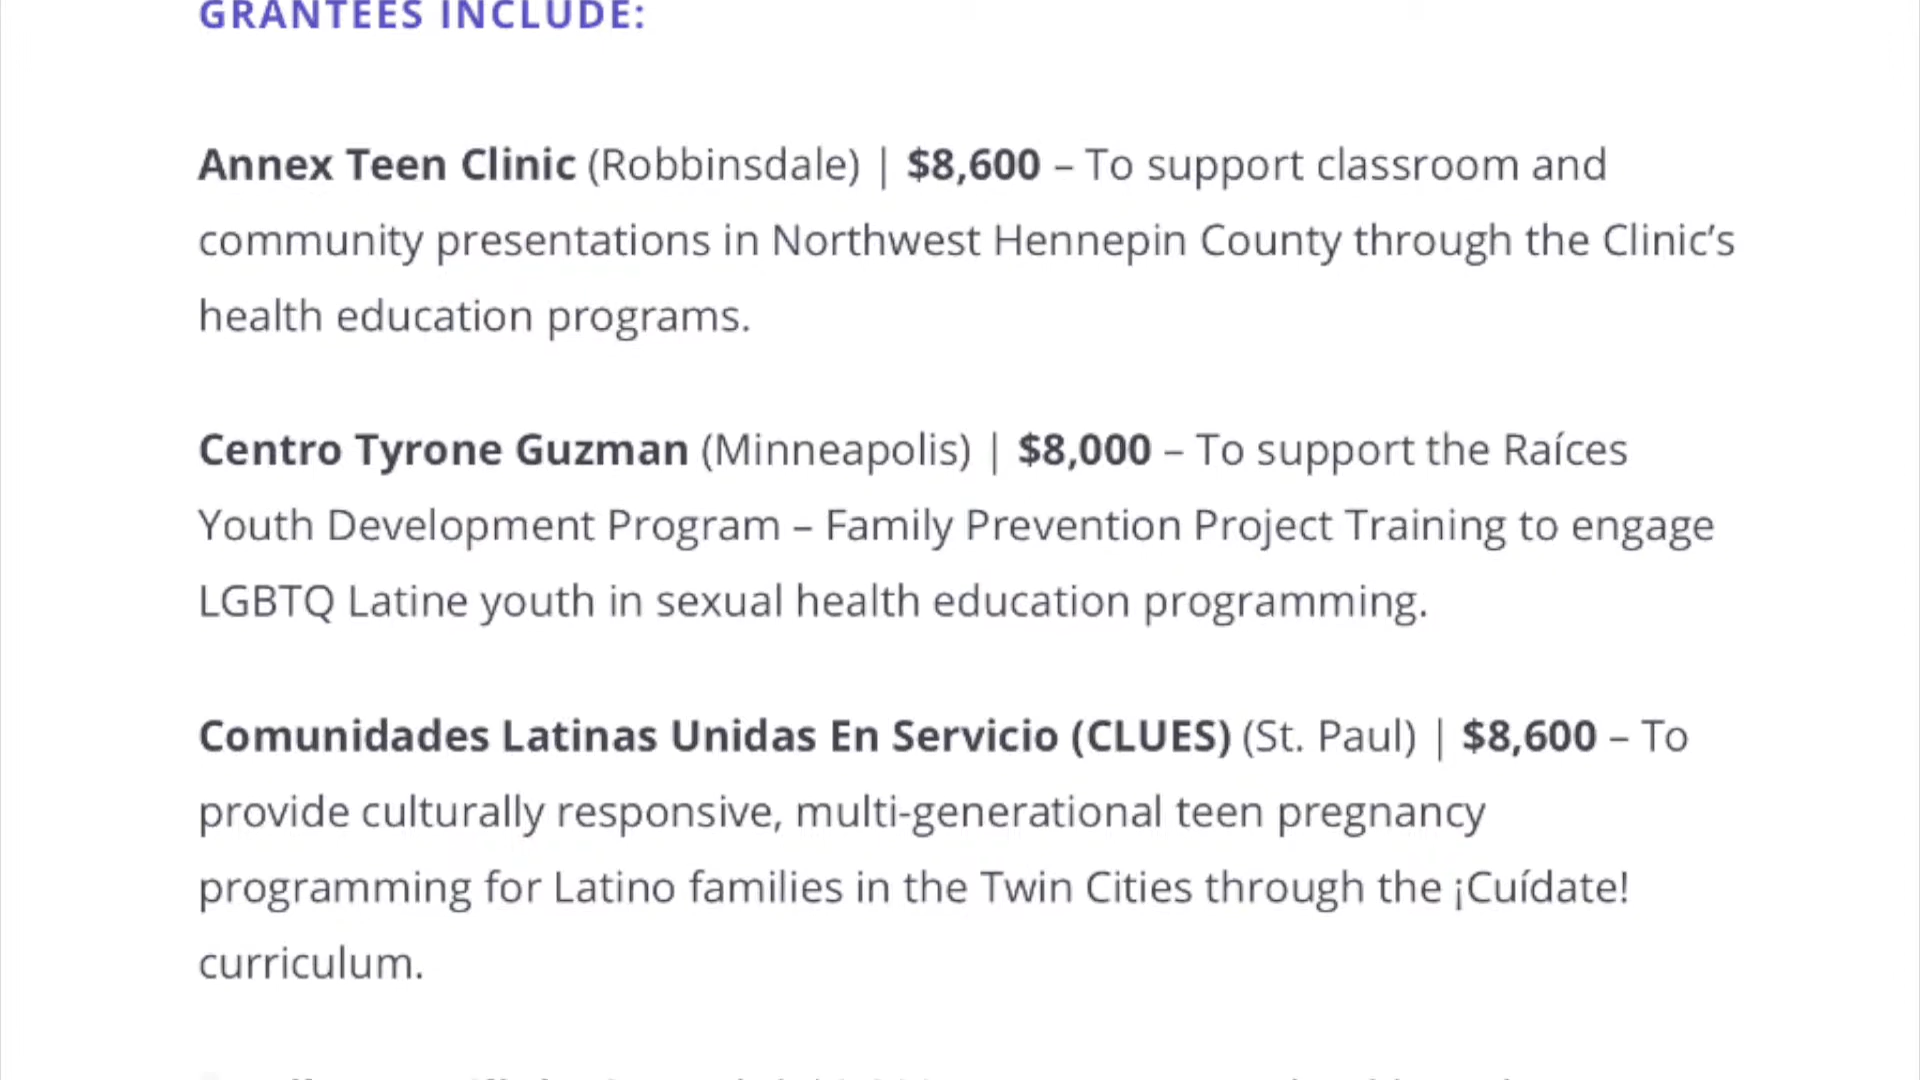 GRANTEES INCLUDE:
Annex Teen Clinic (Robbinsdale) | $8,600 – To support classroom and
community presentations in Northwest Hennepin County through the Clinic’s
health education programs.
Centro Tyrone Guzman (Minneapolis) | $8,000 – To support the Raíces
Youth Development Program – Family Prevention Project Training to engage
LGBTQ Latine youth in sexual health education programming.
Comunidades Latinas Unidas En Servicio (CLUES) (St. Paul) | $8,600 – To
provide culturally responsive, multi-generational teen pregnancy
programming for Latino families in the Twin Cities through the ¡Cuídate!
curriculum.